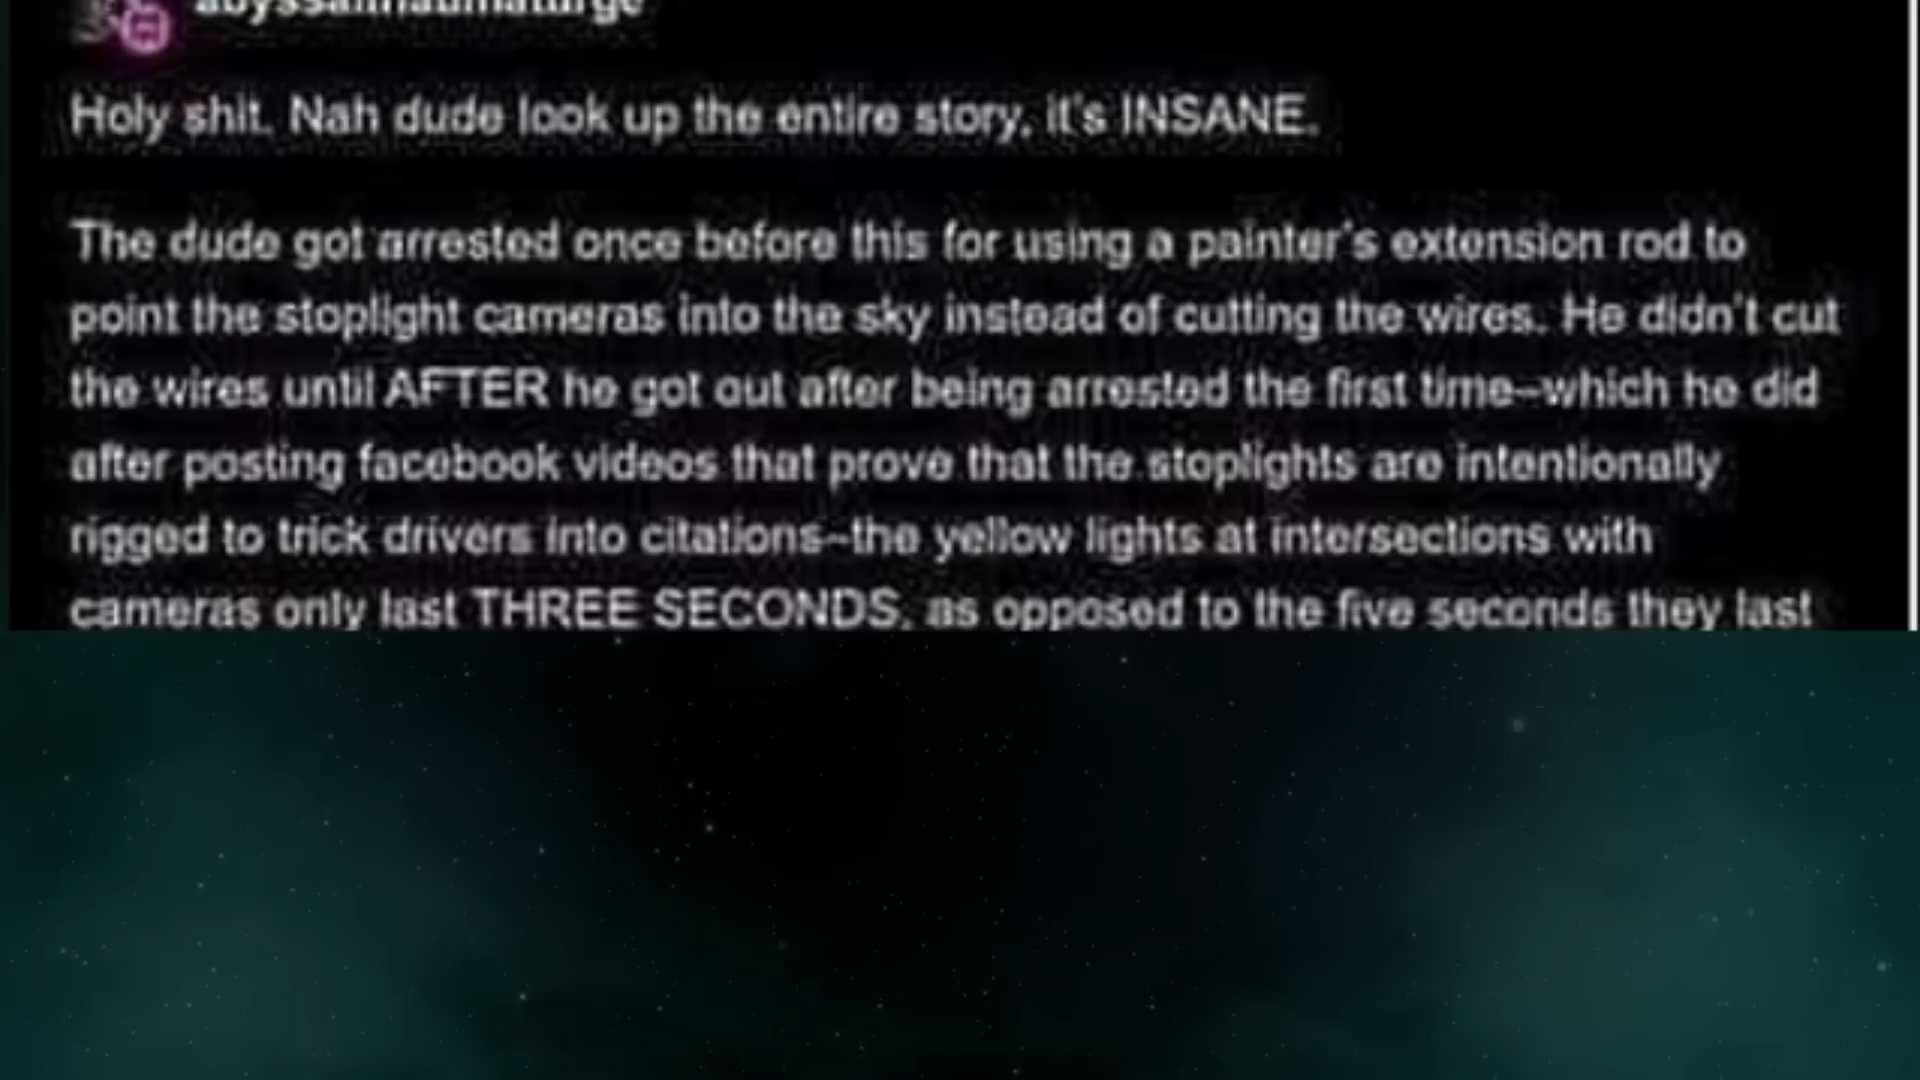 Holy shit. Nah dude look up the entire story, it's INSANE.
The dude got arrested once before this for using a painter's extension rod to
point the stoplight cameras into the sky instead of cutting the wires. He didn't cut
the wires until AFTER he got out after being arrested the first time--which he did
after posting facebook videos that prove that the stoplights are intentionally
rigged to trick drivers into citations--the yellow lights at intersections with
cameras only last THREE SECONDS, as opposed to the five seconds they last